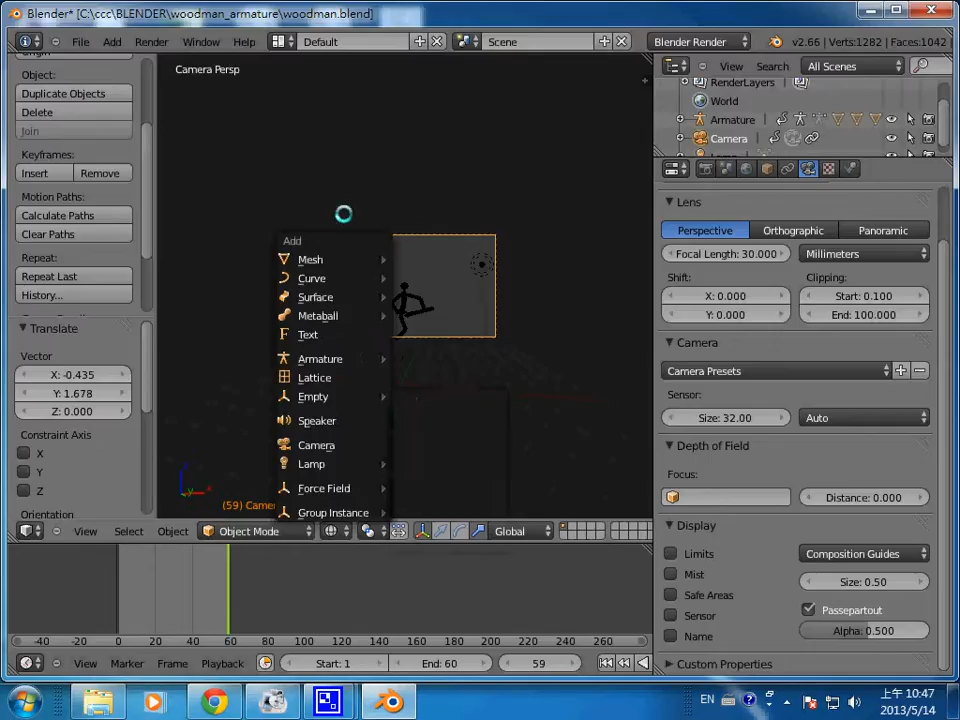 Blender* [C:\ccc\BLENDER\woodman_armature\woodman.blend]
File Add Render Window Help Default Scene Blender Render v2.66 | Verts:1282 | Faces:1042
Object:
Duplicate Objects
Delete
Join
Keyframes:
Insert Remove
Motion Paths:
Calculate Paths
Clear Paths
Repeat:
Repeat Last
History...
Translate
Vector
X: -0.435
Y: 1.678
Z: 0.000
Constraint Axis
X
Y
Z
Orientation
Camera Persp
Add
Mesh
Curve
Surface
Metaball
Text
Armature
Lattice
Empty
Speaker
Camera
Lamp
Force Field
Group Instance
View Select Object Object Mode Global
-40 -20 0 20 40 60 80 100 120 140 160 180 200 220 240 260
View Marker Frame Playback Start: 1 End: 60 59
View Search All Scenes
RenderLayers
World
Armature
Camera
Lens
Perspective Orthographic Panoramic
Focal Length: 30.000 Millimeters
Shift: Clipping:
X: 0.000 Start: 0.100
Y: 0.000 End: 100.000
Camera
Camera Presets
Sensor:
Size: 32.00 Auto
Depth of Field
Focus:
Distance: 0.000
Display
Limits Composition Guides
Mist Size: 0.50
Safe Areas
Sensor Passepartout
Name Alpha: 0.500
Custom Properties
EN
上午 10:47
2013/5/14